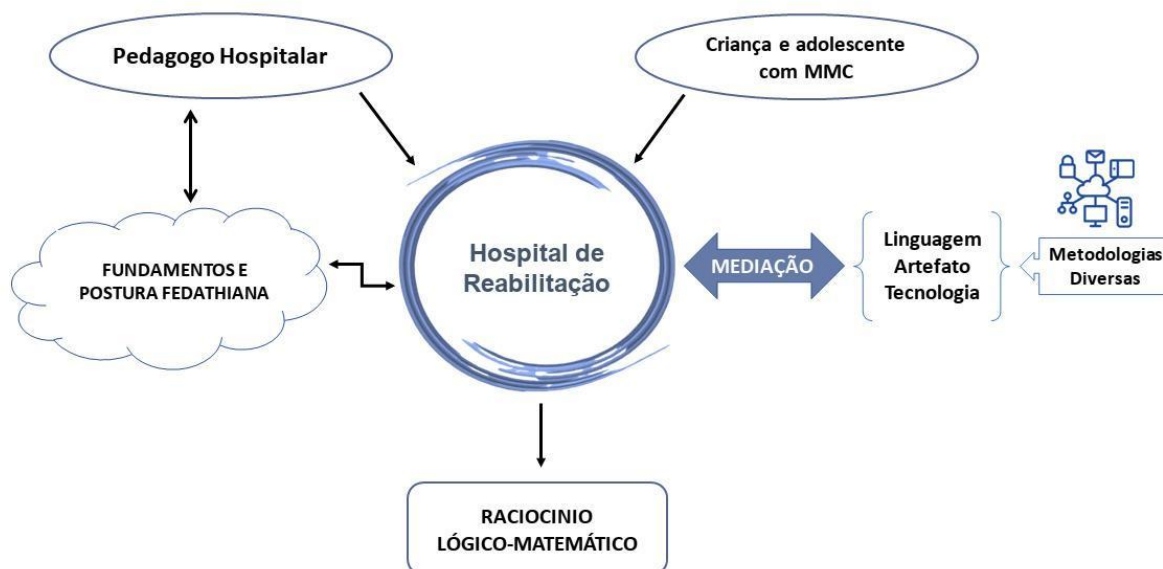 Pedagogo Hospitalar
Criança e adolescente
com MMC
FUNDAMENTOS E
POSTURA FEDATHIANA
Hospital de
Reabilitação
MEDIAÇÃO
Linguagem
Artefato
Tecnologia
Metodologias
Diversas
RACIOCINIO
LÓGICO-MATEMÁTICO